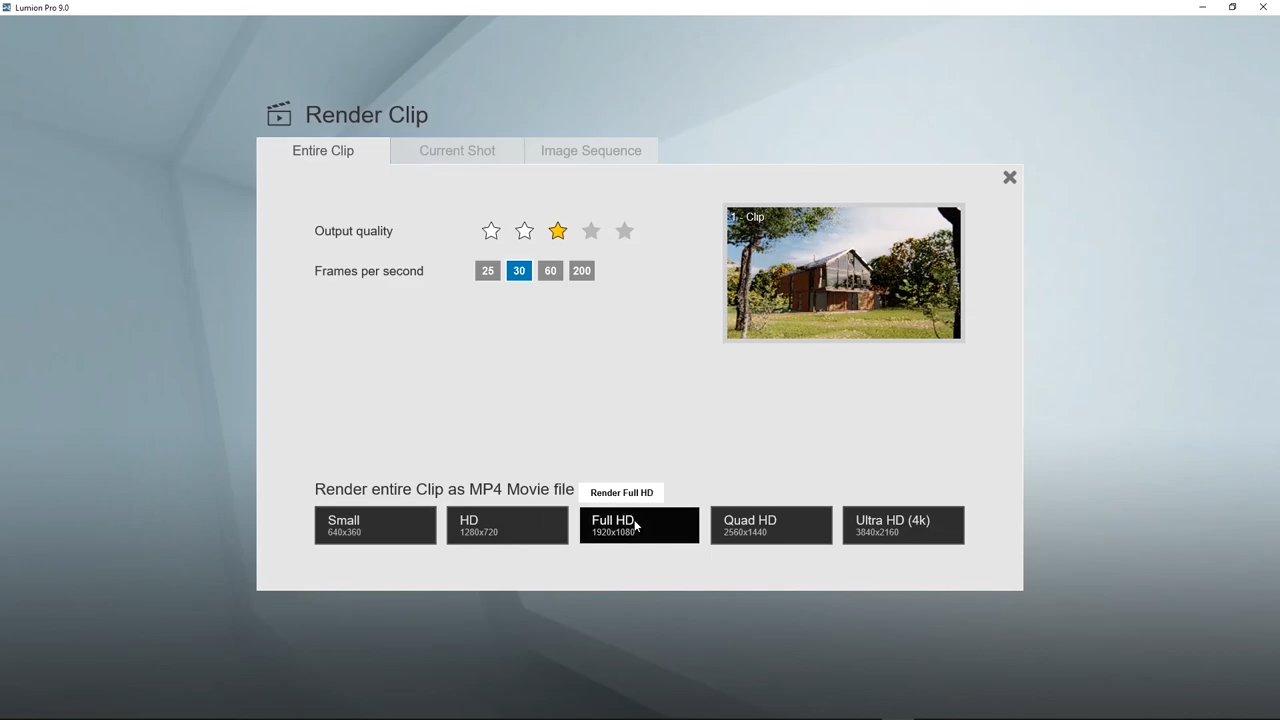 Lumion Pro 9.0
Render Clip
Entire Clip
Current Shot
Image Sequence
Output quality
1 - Clip
Frames per second
25 30 60 200
Render entire Clip as MP4 Movie file
Render Full HD
Small
640x360
HD
1280x720
Full HD
1920x1080
Quad HD
2560x1440
Ultra HD (4k)
3840x2160